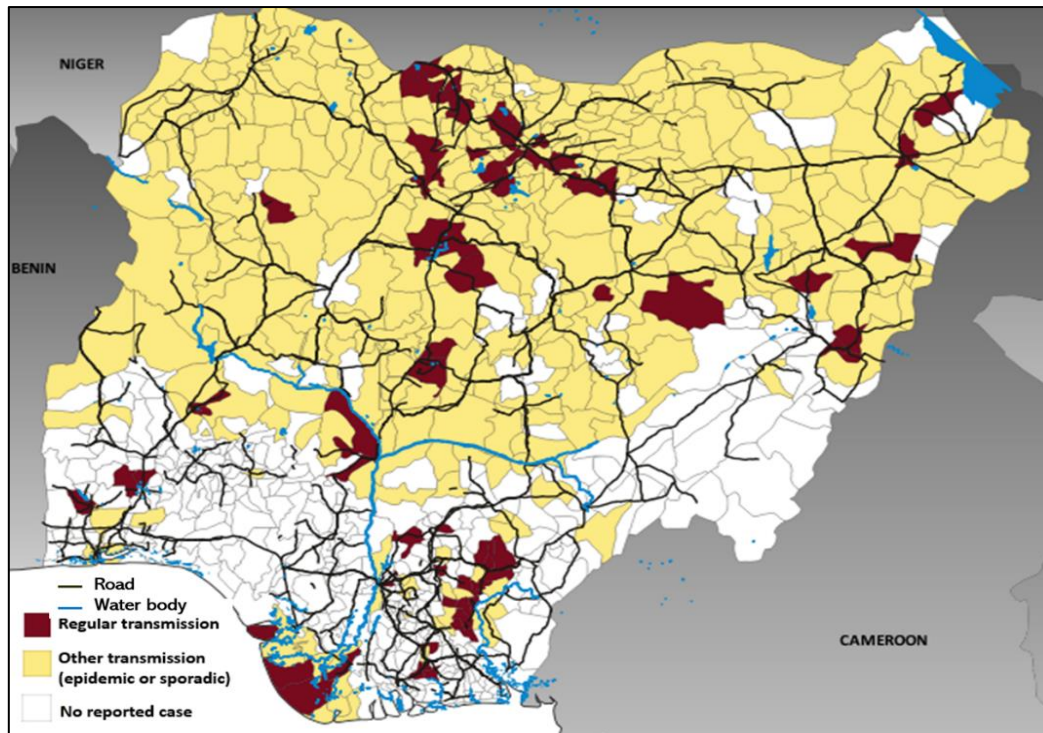 NIGER
BENIN
CAMEROON
Road
Water body
Regular transmission
Other transmission
(epidemic or sporadic)
No reported case